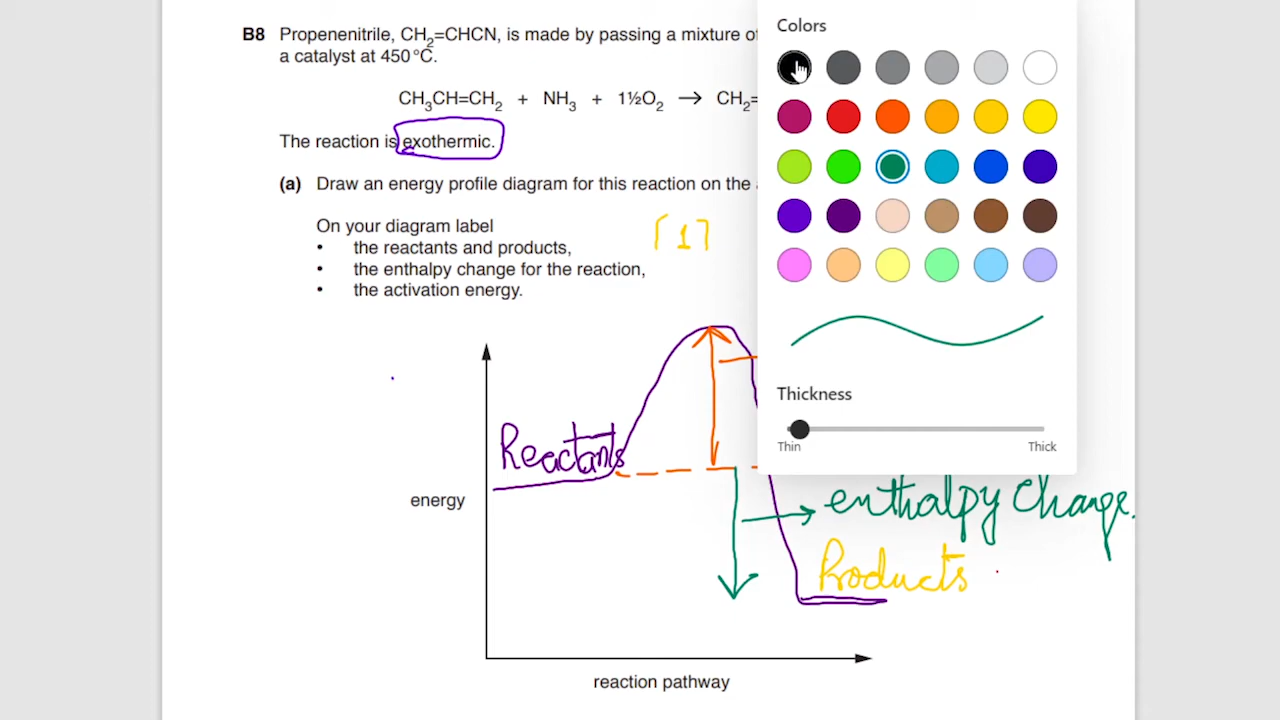 B8 Propenenitrile, CH2=CHCN, is made by passing a mixture of
a catalyst at 450°C.
CH3CH=CH2 + NH3 + 1½O2 → CH2=
The reaction is exothermic.
(a) Draw an energy profile diagram for this reaction on the
On your diagram label [1]
• the reactants and products,
• the enthalpy change for the reaction,
• the activation energy.
Colors
Thickness
Thin Thick
Reactants
energy
enthalpy change.
Products
reaction pathway